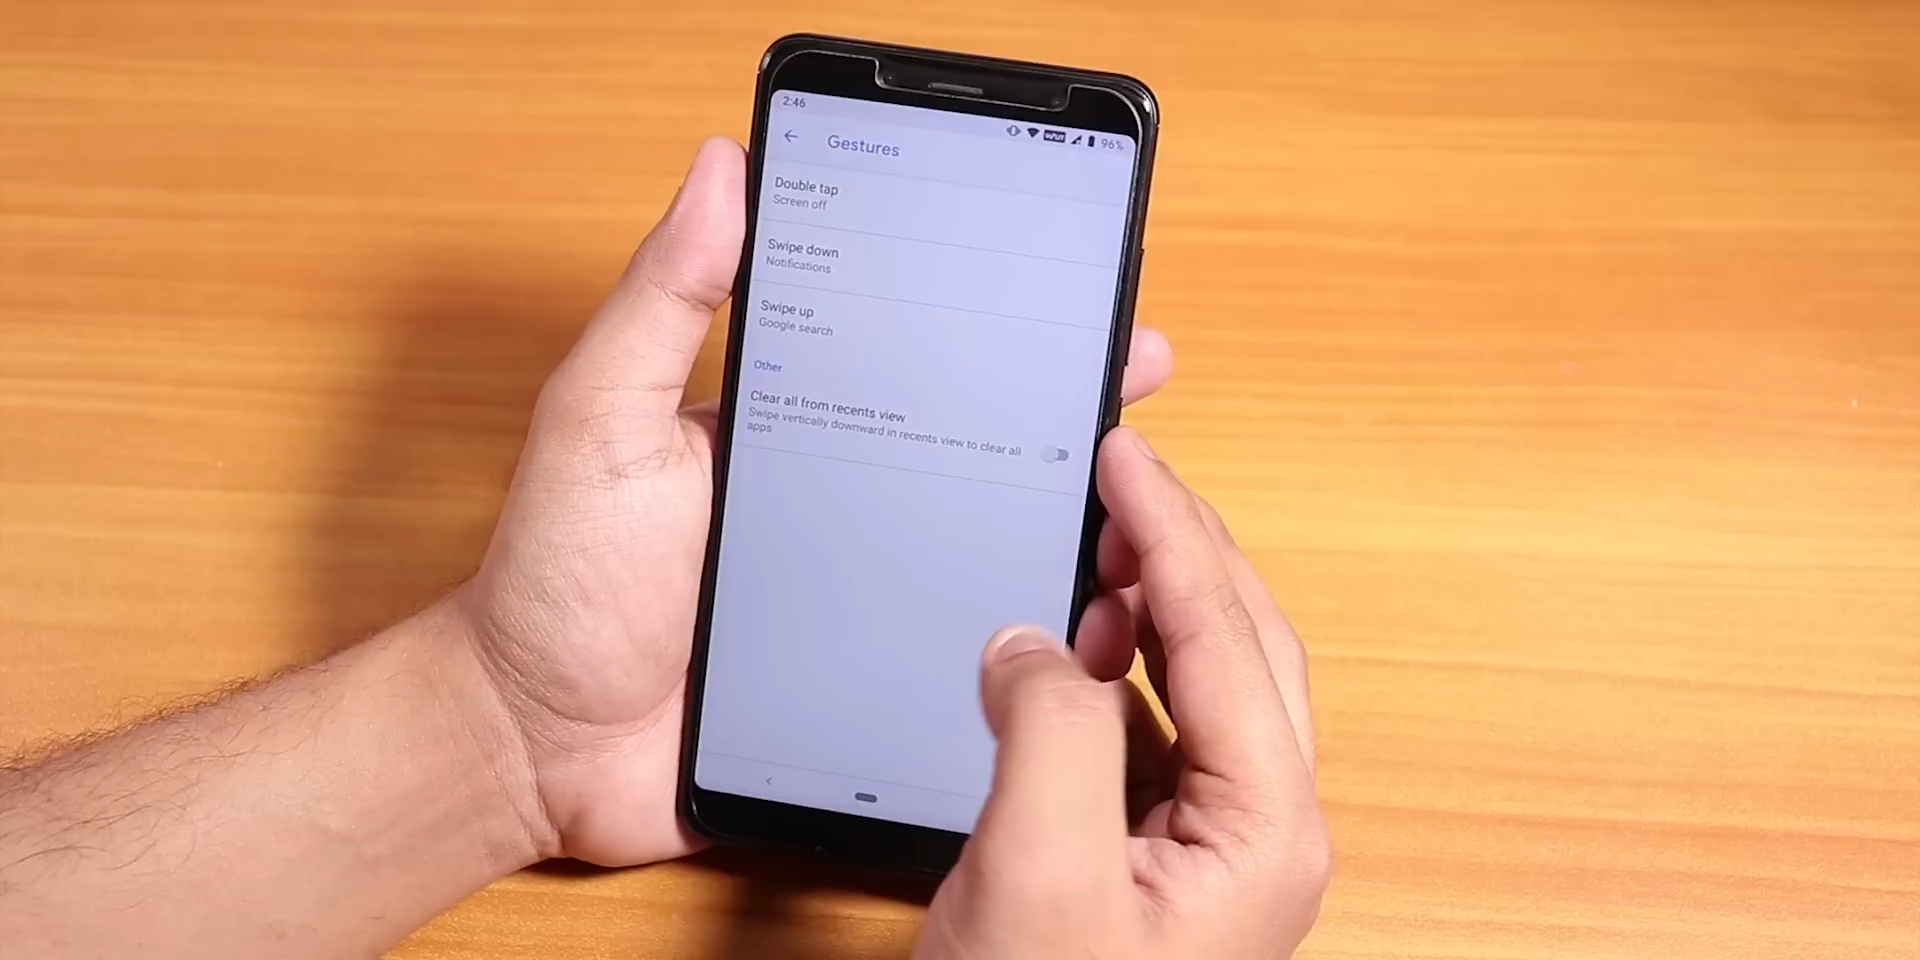 2:46
96%
Gestures
Double tap
Screen off
Swipe down
Notifications
Swipe up
Google search
Other
Clear all from recents view
Swipe vertically downward in recents view to clear all
apps